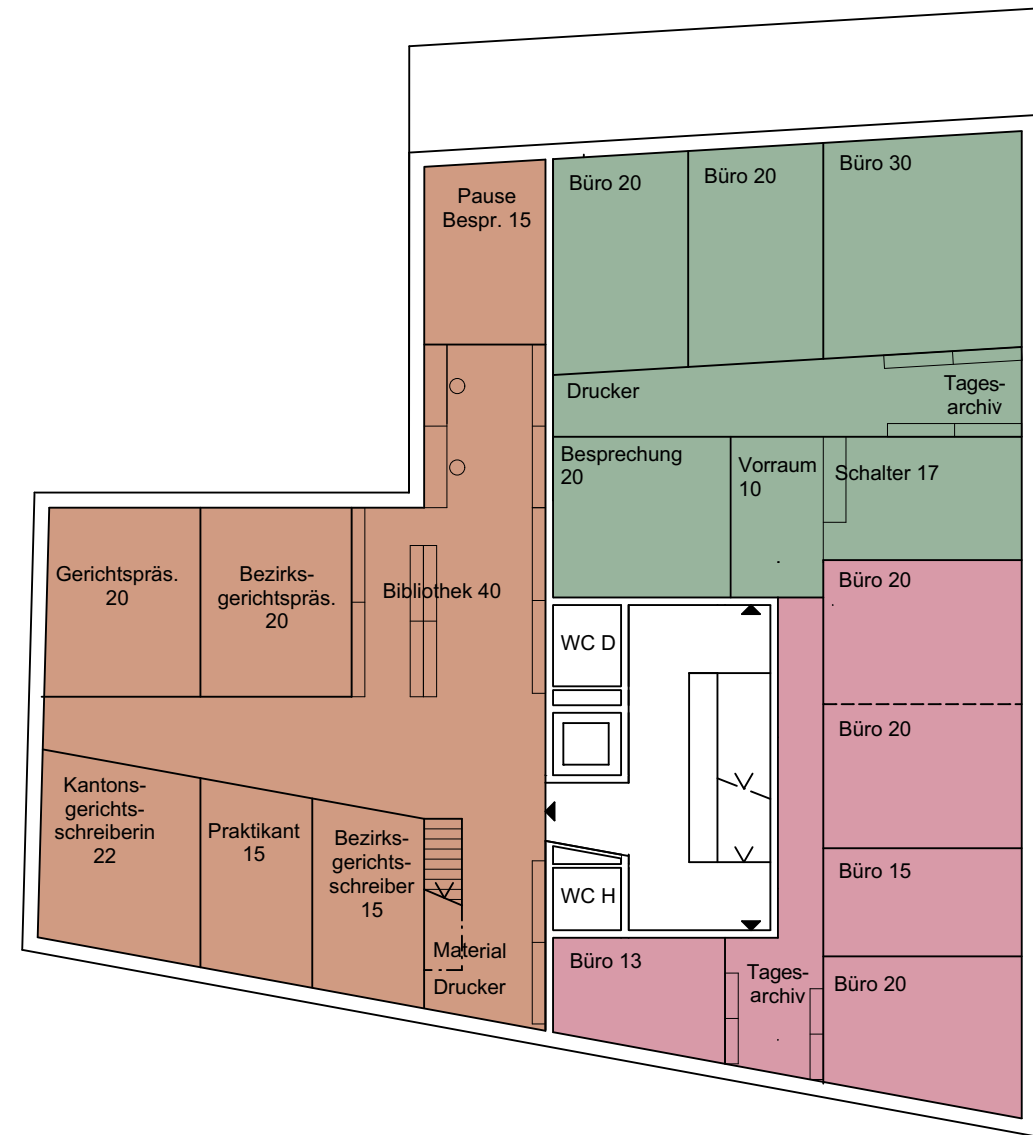 Pause
Bespr. 15
Büro 20
Büro 20
Büro 30
Drucker
Tages-
archiv
Besprechung
20
Vorraum
10
Schalter 17
Gerichtspräs.
20
Bezirks-
gerichtspräs.
20
Bibliothek 40
Büro 20
WC D
Büro 20
Kantons-
gerichts-
schreiberin
22
Praktikant
15
Bezirks-
gerichts-
schreiber
15
Büro 15
WC H
Material
Drucker
Büro 13
Tages-
archiv
Büro 20